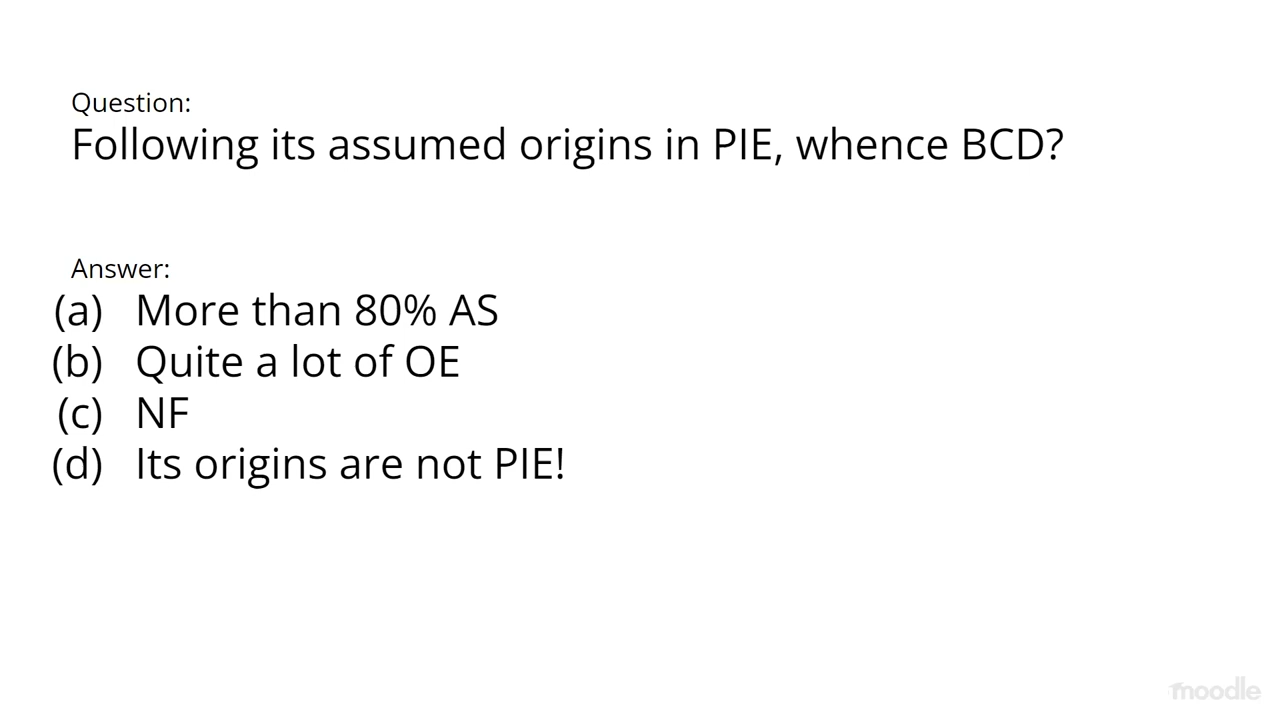 Question:
Following its assumed origins in PIE, whence BCD?
Answer:
(a) More than 80% AS
(b) Quite a lot of OE
(c) NF
(d) Its origins are not PIE!
moodle